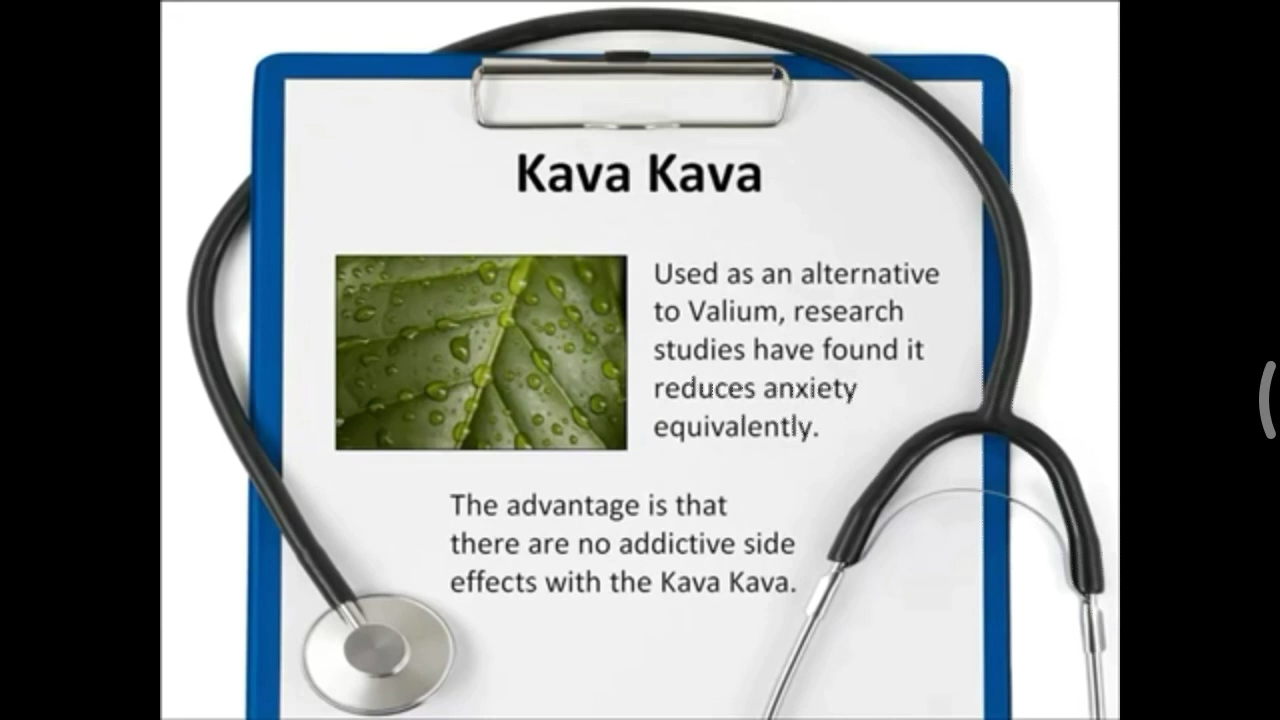 Kava Kava
Used as an alternative
to Valium, research
studies have found it
reduces anxiety
equivalently.
The advantage is that
there are no addictive side
effects with the Kava Kava.